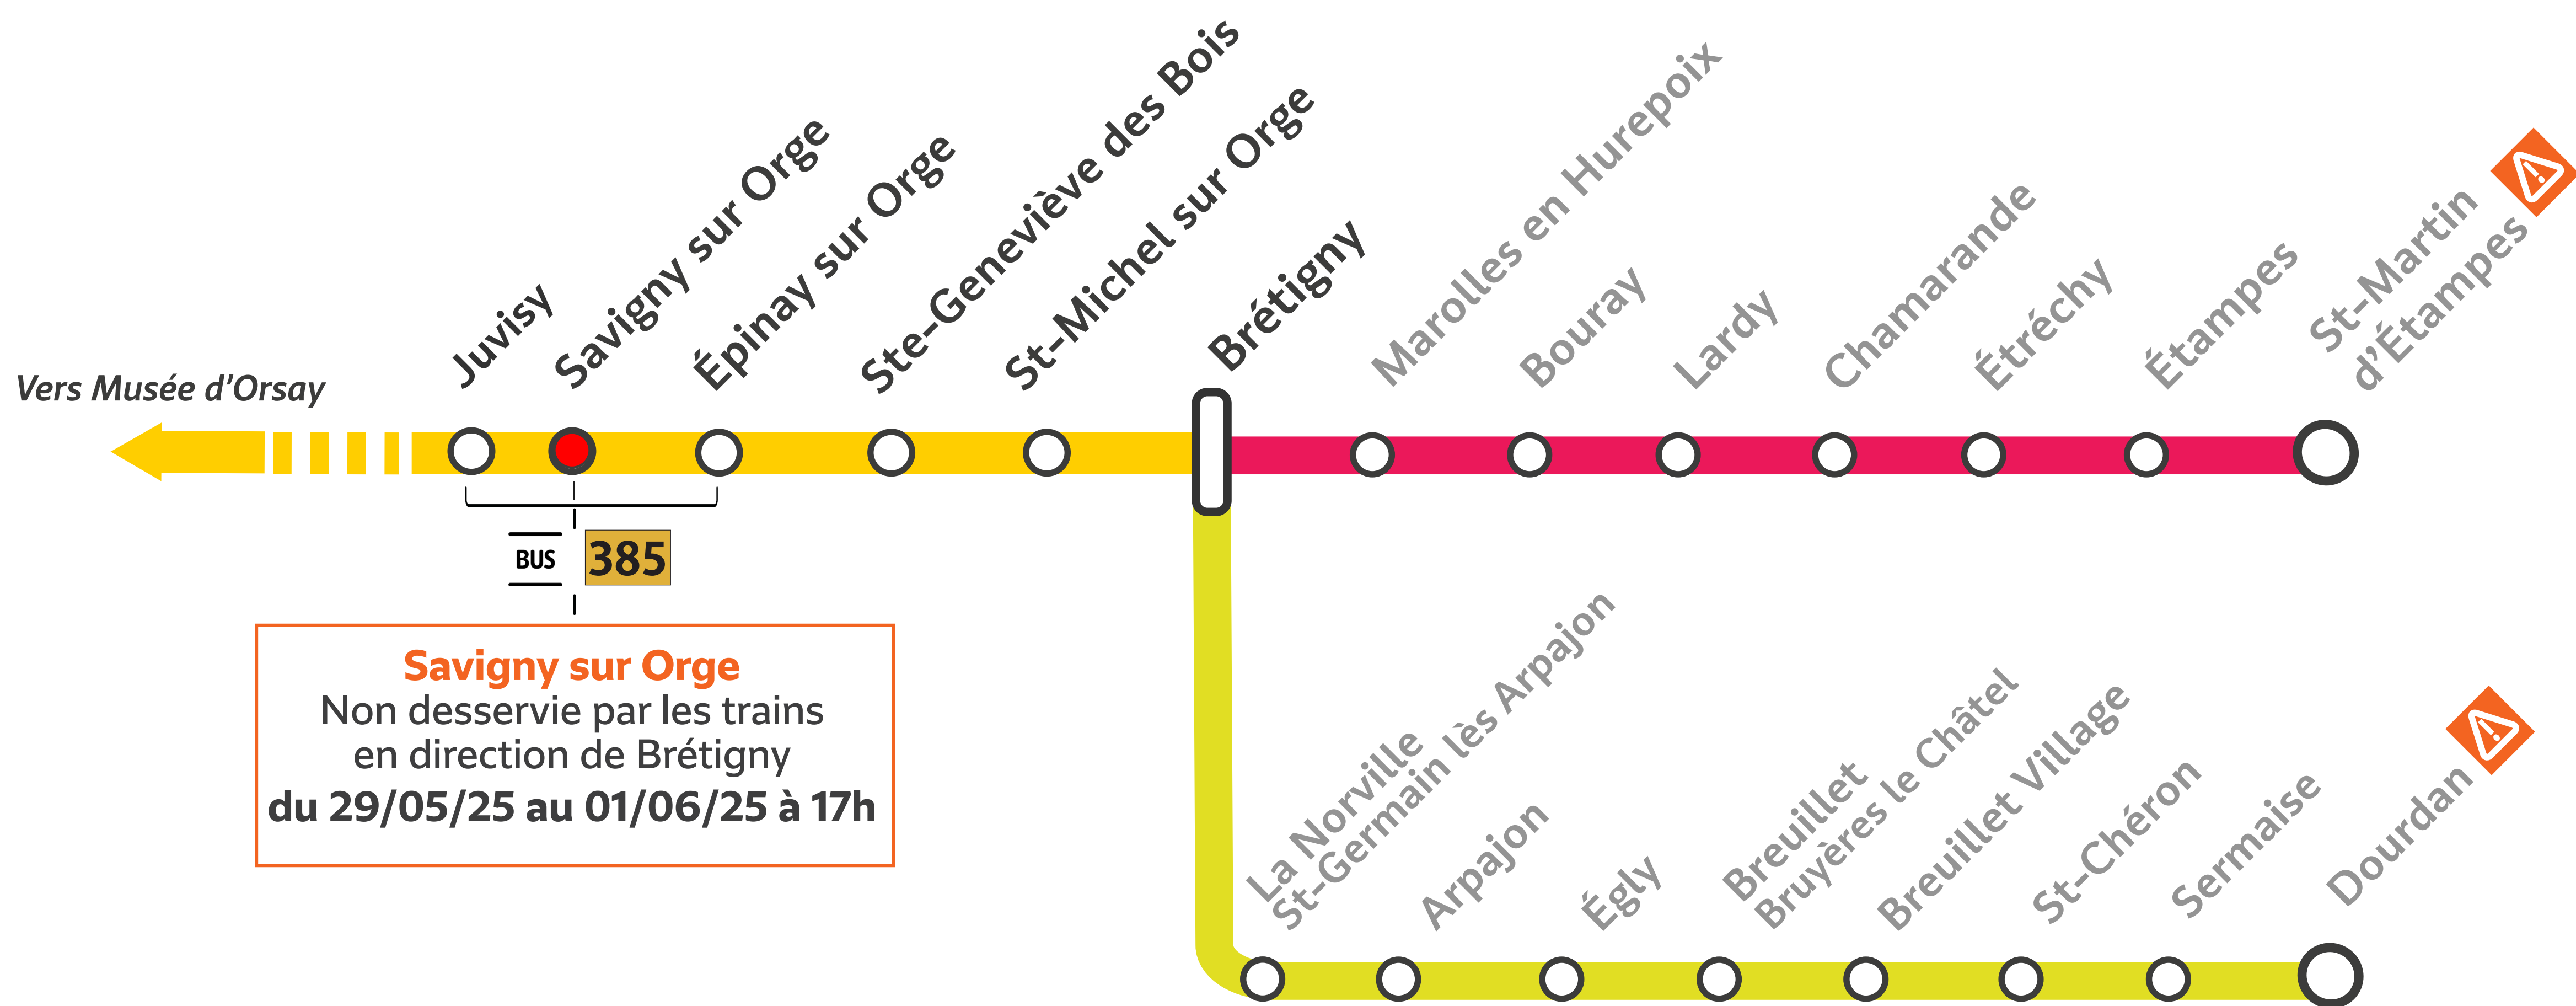 Vers Musée d'Orsay
Juvisy
Savigny sur Orge
Épinay sur Orge
Ste-Geneviève des Bois
St-Michel sur Orge
Brétigny
Marolles en Hurepoix
Bouray
Lardy
Chamarande
Étréchy
Étampes
St-Martin
d'Étampes
BUS
385
Savigny sur Orge
Non desservie par les trains
en direction de Brétigny
du 29/05/25 au 01/06/25 à 17h
La Norville
St-Germain lès Arpajon
Arpajon
Égly
Breuillet
Bruyères le Châtel
Breuillet Village
St-Chéron
Sermaise
Dourdan